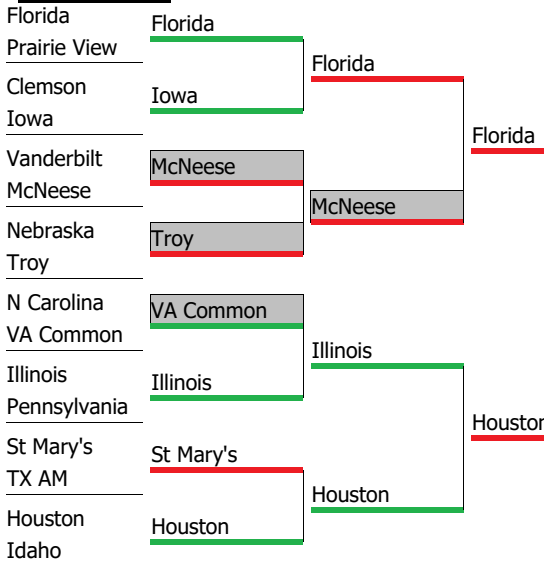 Florida
Prairie View
Clemson
Iowa
Vanderbilt
McNeese
Nebraska
Troy
N Carolina
VA Common
Illinois
Pennsylvania
St Mary's
TX AM
Houston
Idaho
Florida
Iowa
McNeese
Troy
VA Common
Illinois
St Mary's
Houston
Florida
McNeese
Illinois
Houston
Florida
Houston